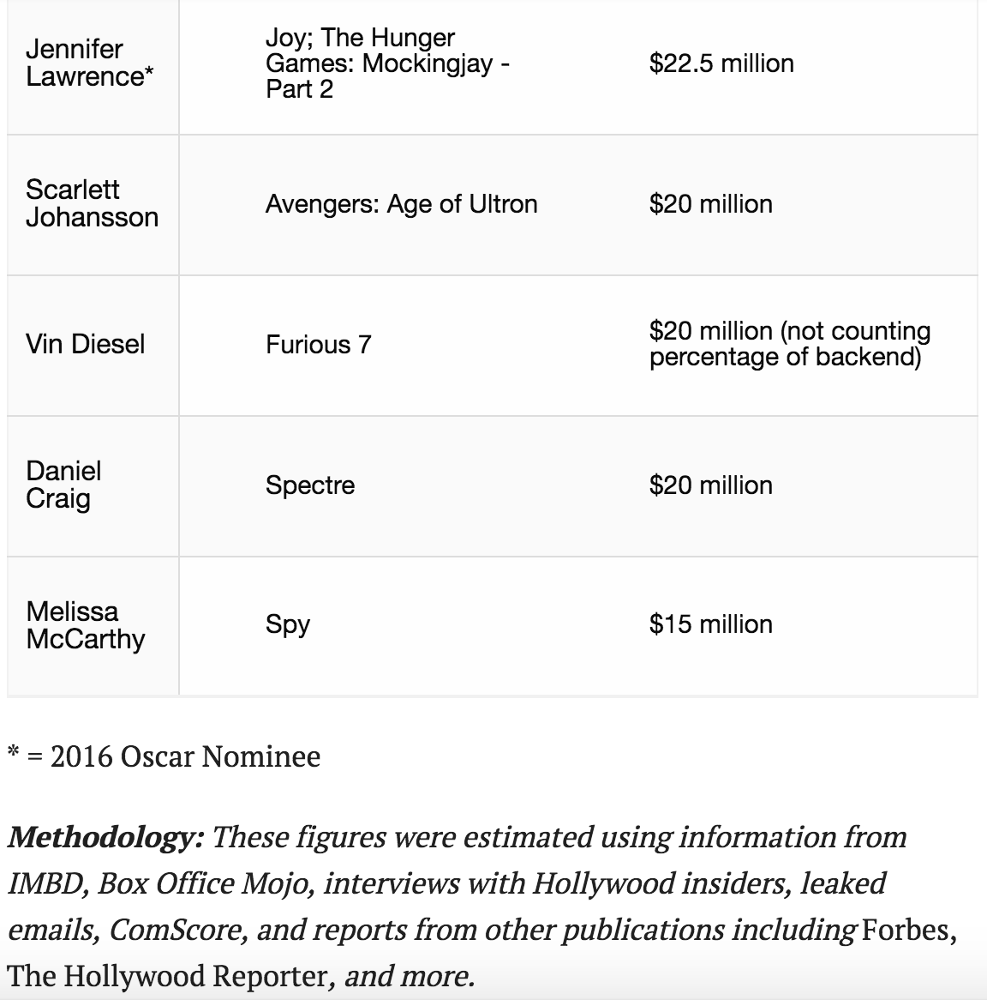 Jennifer
Lawrence*
Joy; The Hunger
Games: Mockingjay -
Part 2
$22.5 million
Scarlett
Johansson
Avengers: Age of Ultron
$20 million
Vin Diesel
Furious 7
$20 million (not counting
percentage of backend)
Daniel
Craig
Spectre
$20 million
Melissa
McCarthy
Spy
$15 million
* = 2016 Oscar Nominee
Methodology: These figures were estimated using information from
IMBD, Box Office Mojo, interviews with Hollywood insiders, leaked
emails, ComScore, and reports from other publications including Forbes,
The Hollywood Reporter, and more.